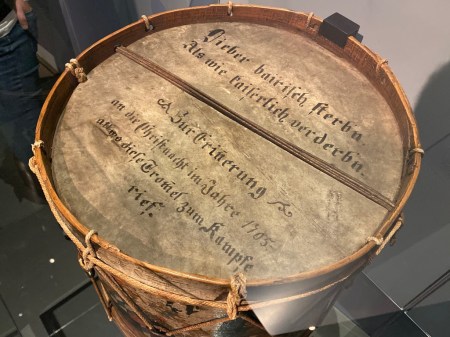 Lieber bairisch sterbn,
Als wie kaiserlich verderbn.
Zur Erinerung
an die Christnacht im Jahre 1705
als diese Tromel zum Kampfe
rief.